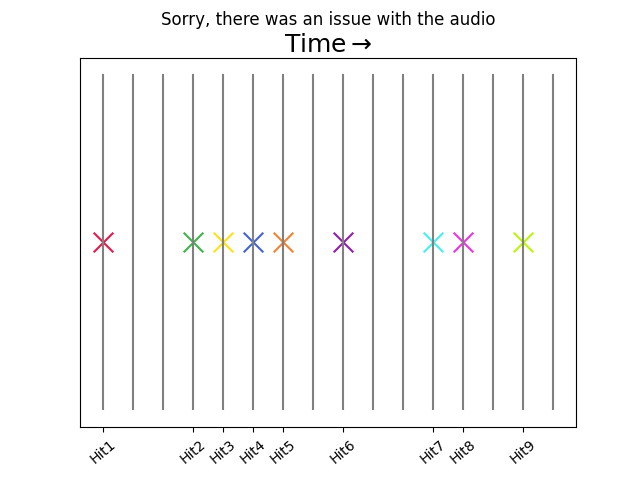 Sorry, there was an issue with the audio
Time→
Hit1 Hit2 Hit3 Hit4 Hit5 Hit6 Hit7 Hit8 Hit9